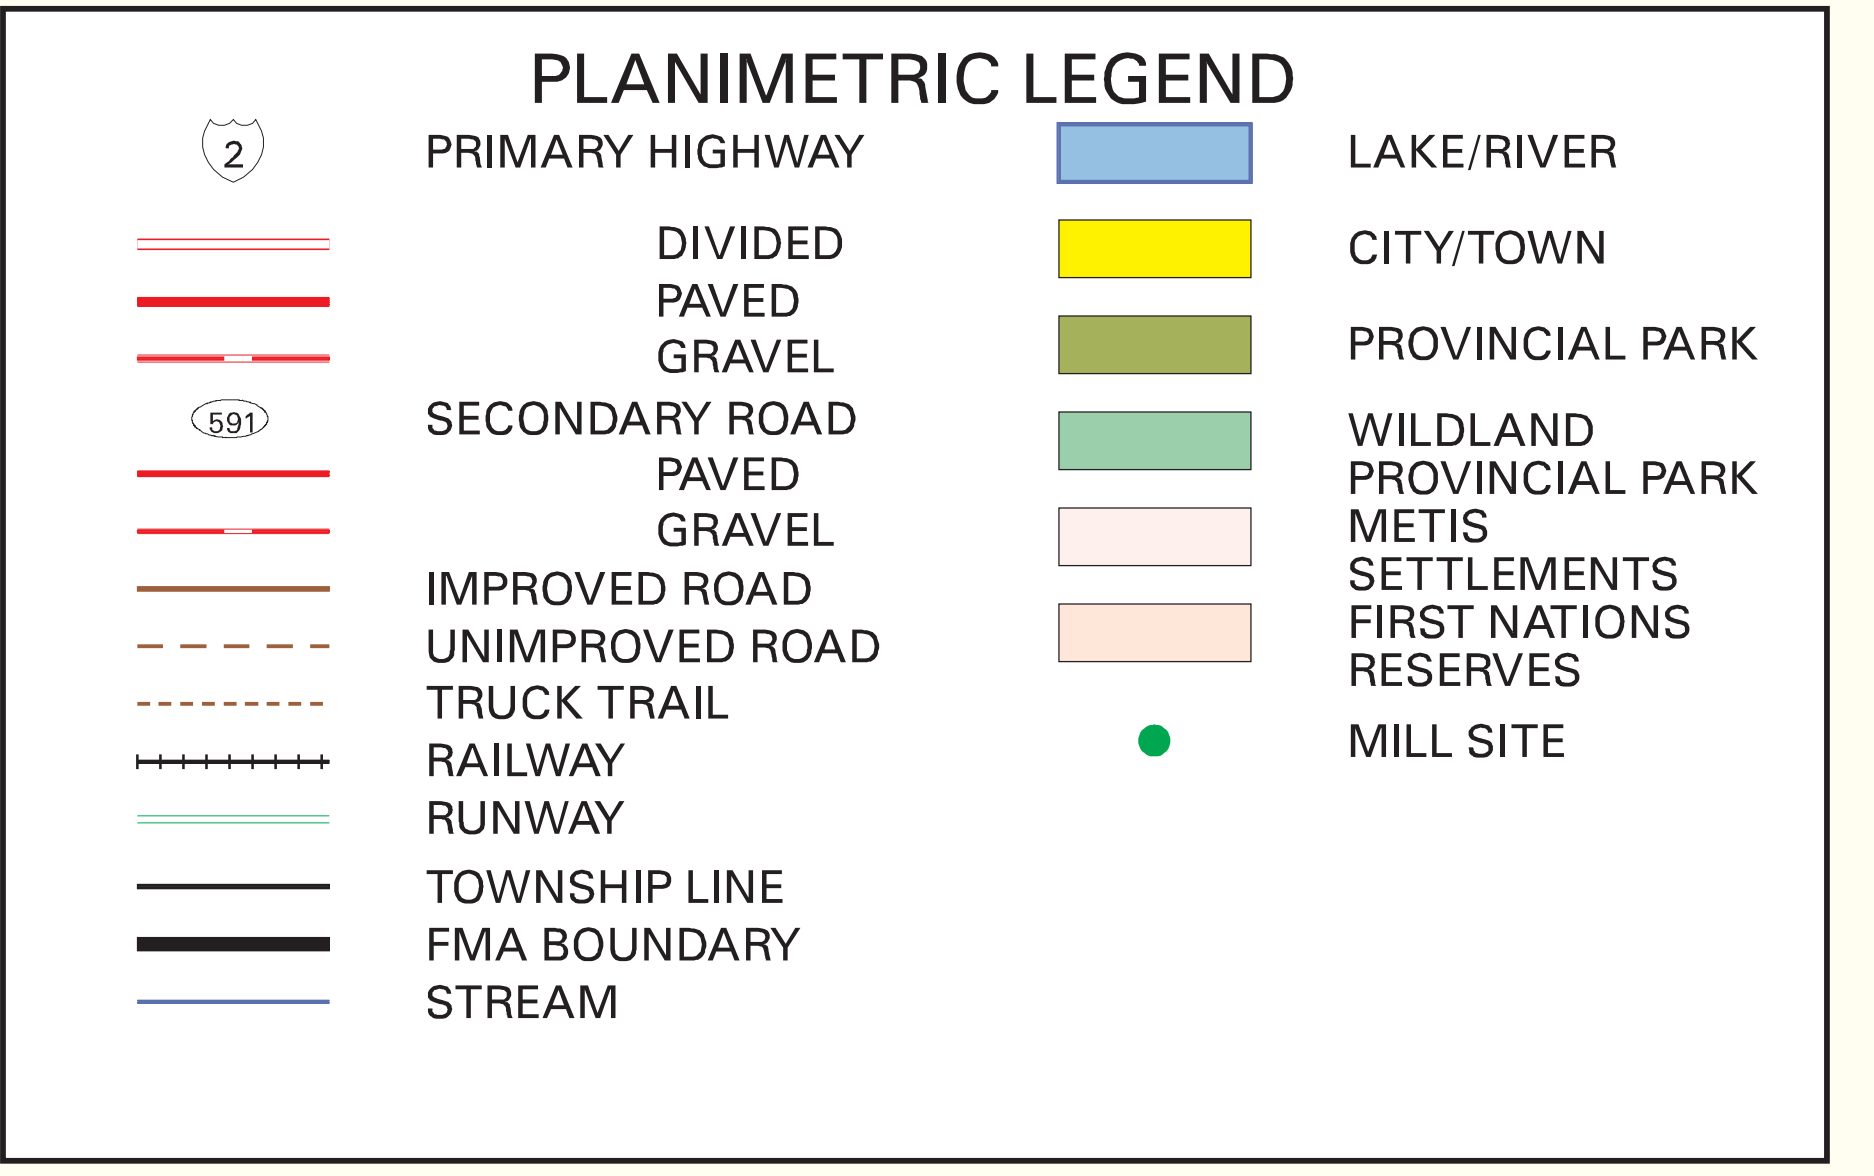 PLANIMETRIC LEGEND
2
PRIMARY HIGHWAY
DIVIDED
PAVED
GRAVEL
591
SECONDARY ROAD
PAVED
GRAVEL
IMPROVED ROAD
UNIMPROVED ROAD
TRUCK TRAIL
RAILWAY
RUNWAY
TOWNSHIP LINE
FMA BOUNDARY
STREAM
LAKE/RIVER
CITY/TOWN
PROVINCIAL PARK
WILDLAND
PROVINCIAL PARK
METIS
SETTLEMENTS
FIRST NATIONS
RESERVES
MILL SITE